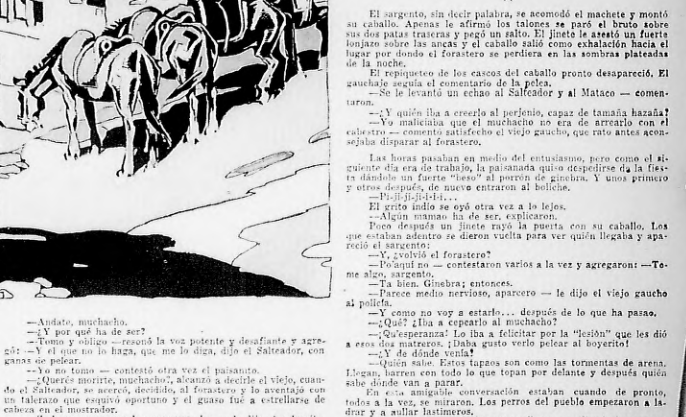 —Andate, muchacho.
—¿Y por qué ha de ser?
—Tomo y obligo —resonó la voz potente y desafiante y agre-
gó: —Y el que no lo haga, que me lo diga, dijo el Salteador, con
ganas de pelear.
—Yo no tomo — contestó otra vez el paisanito.
—¿Querés morirte, muchacho?, alcanzó a decirle el viejo, cuan-
do el Salteador, se acercó, decidido, al forastero y lo aventajó con
un talerazo que esquivó oportuno y el guaso fué a estrellarse de
cabeza en el mostrador.
El sargento, sin decir palabra, se acomodó el machete y montó
su caballo. Apenas le afirmó los talones se paró el bruto sobre
sus dos patas traseras y pegó un salto. El jinete le asestó un fuerte
lonjazo sobre las ancas y el caballo salió como exhalación hacia el
lugar por donde el forastero se perdiera en las sombras plateadas
de la noche.
El repiqueteo de los cascos del caballo pronto desapareció. El
gauchaje seguía el comentario de la pelea.
—Se le levantó un echao al Salteador y al Mataco — comen-
taron.
—¿Y quién iba a creerlo al perjenio, capaz de tamaña hazaña?
—Yo maliciaba que el muchacho no era de arrearlo con el
cabestro — comentó satisfecho el viejo gaucho, que rato antes acon-
sejaba disparar al forastero.
Las horas pasaban en medio del entusiasmo, pero como el si-
guiente día era de trabajo, la paisanada quiso despedirse de la fies-
ta dándole un fuerte "beso" al porrón de ginebra. Y unos primero
y otros después, de nuevo entraron al boliche.
—Pi-ji-ji-ji-i-i-i...
El grito indio se oyó otra vez a lo lejos.
—Algún mamao ha de ser, explicaron.
Poco después un jinete rayó la puerta con su caballo. Los
que estaban adentro se dieron vuelta para ver quién llegaba y apa-
reció el sargento:
—Y, ¿volvió el forastero?
—Po'aquí no — contestaron varios a la vez y agregaron: —To-
me algo, sargento.
—Ta bien. Ginebra; entonces.
—Parece medio nervioso, aparcero — le dijo el viejo gaucho
al policía.
—Y como no voy a estarlo... después de lo que ha pasao.
—¿Qué? ¿Iba a cepearlo al muchacho?
—¡Qu'esperanza! Lo iba a felicitar por la "lesión" que les dió
a esos dos matreros. ¡Daba gusto verlo pelear al boyerito!
—¿Y de dónde venía?
—Quién sabe. Estos tapeos son como las tormentas de arena.
Llegan, barren con todo lo que topan por delante y después quién
sabe dónde van a parar.
En esta amigable conversación estaban cuando de pronto,
todos a la vez, se miraron. Los perros del pueblo empezaron a la-
drar y a aullar lastimeros.